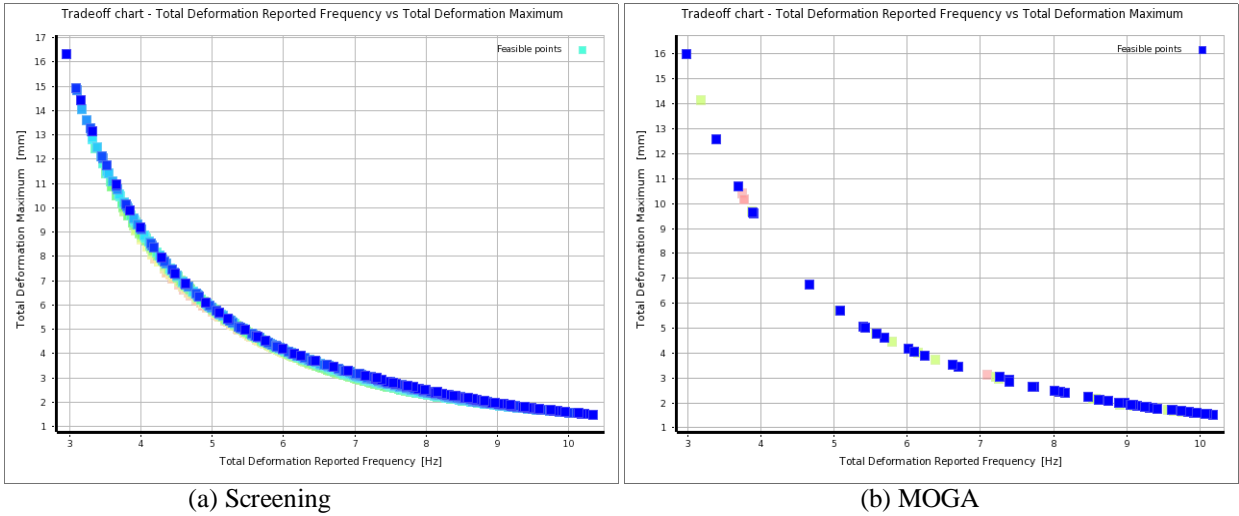 Tradeoff chart - Total Deformation Reported Frequency vs Total Deformation Maximum
Feasible points
17
16
15
14
13
12
11
10
9
8
7
6
5
4
3
2
1
Total Deformation Maximum [mm]
3 4 5 6 7 8 9 10
Total Deformation Reported Frequency [Hz]
(a) Screening
Tradeoff chart - Total Deformation Reported Frequency vs Total Deformation Maximum
Feasible points
16
15
14
13
12
11
10
9
8
7
6
5
4
3
2
1
Total Deformation Maximum [mm]
3 4 5 6 7 8 9 10
Total Deformation Reported Frequency [Hz]
(b) MOGA